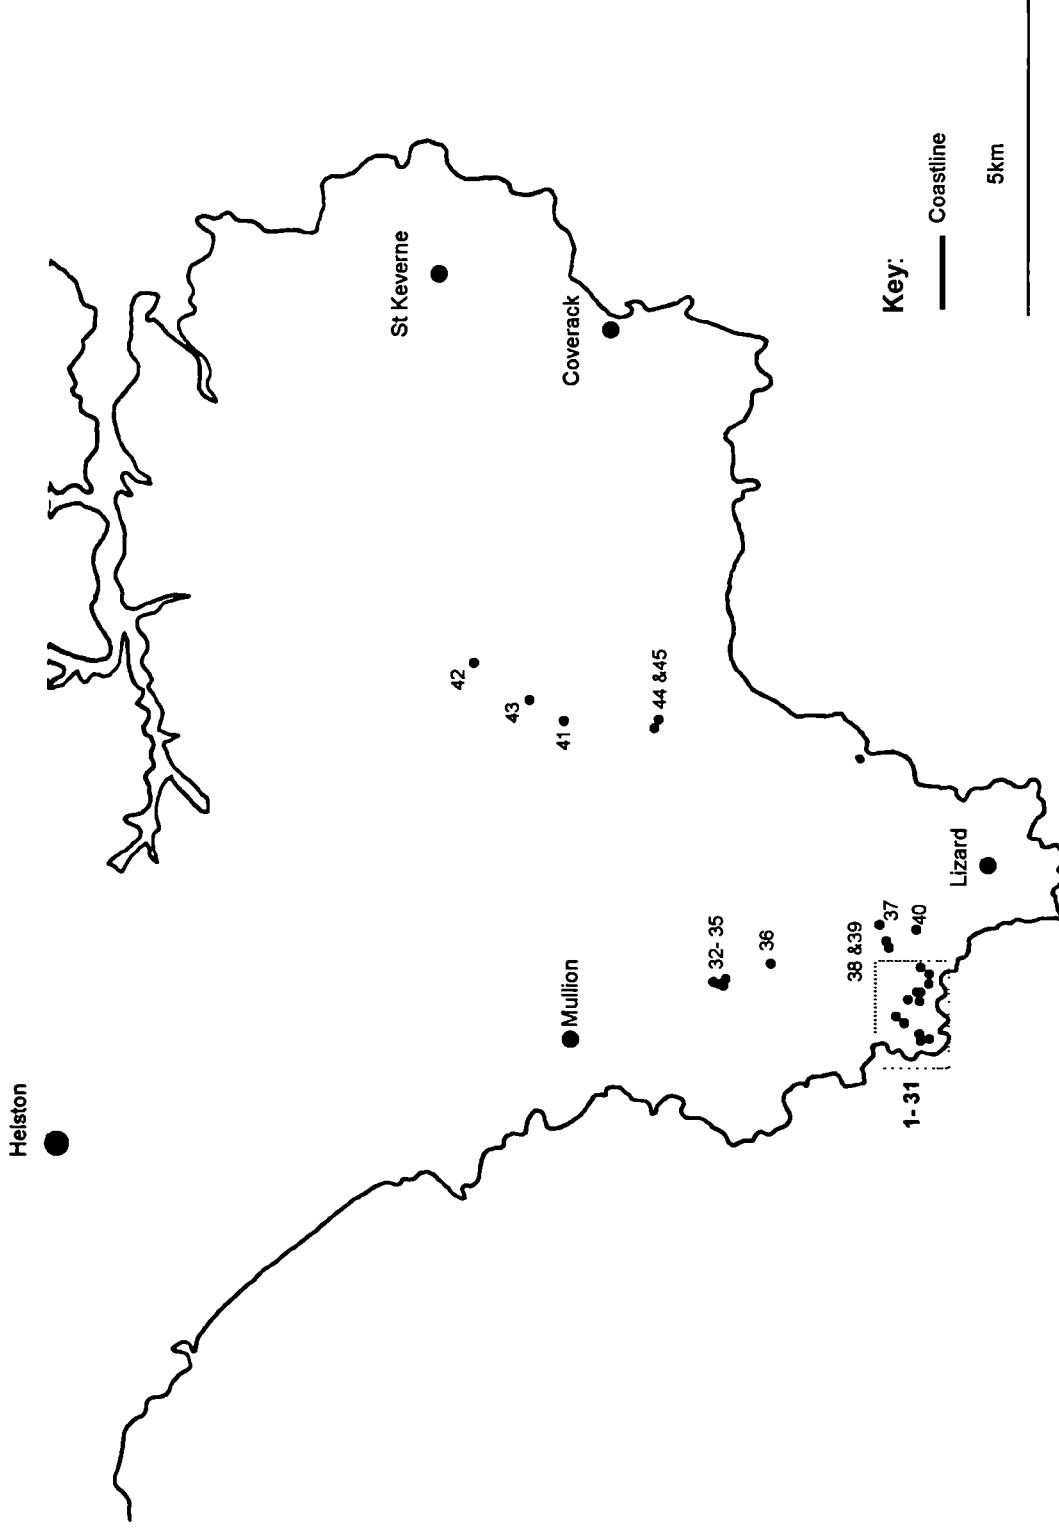 Helston
St Keverne
Coverack
42
43
41
44 &45
Mullion
32- 35
36
38 &39
37
40
1- 31
Lizard
Key:
Coastline
5km